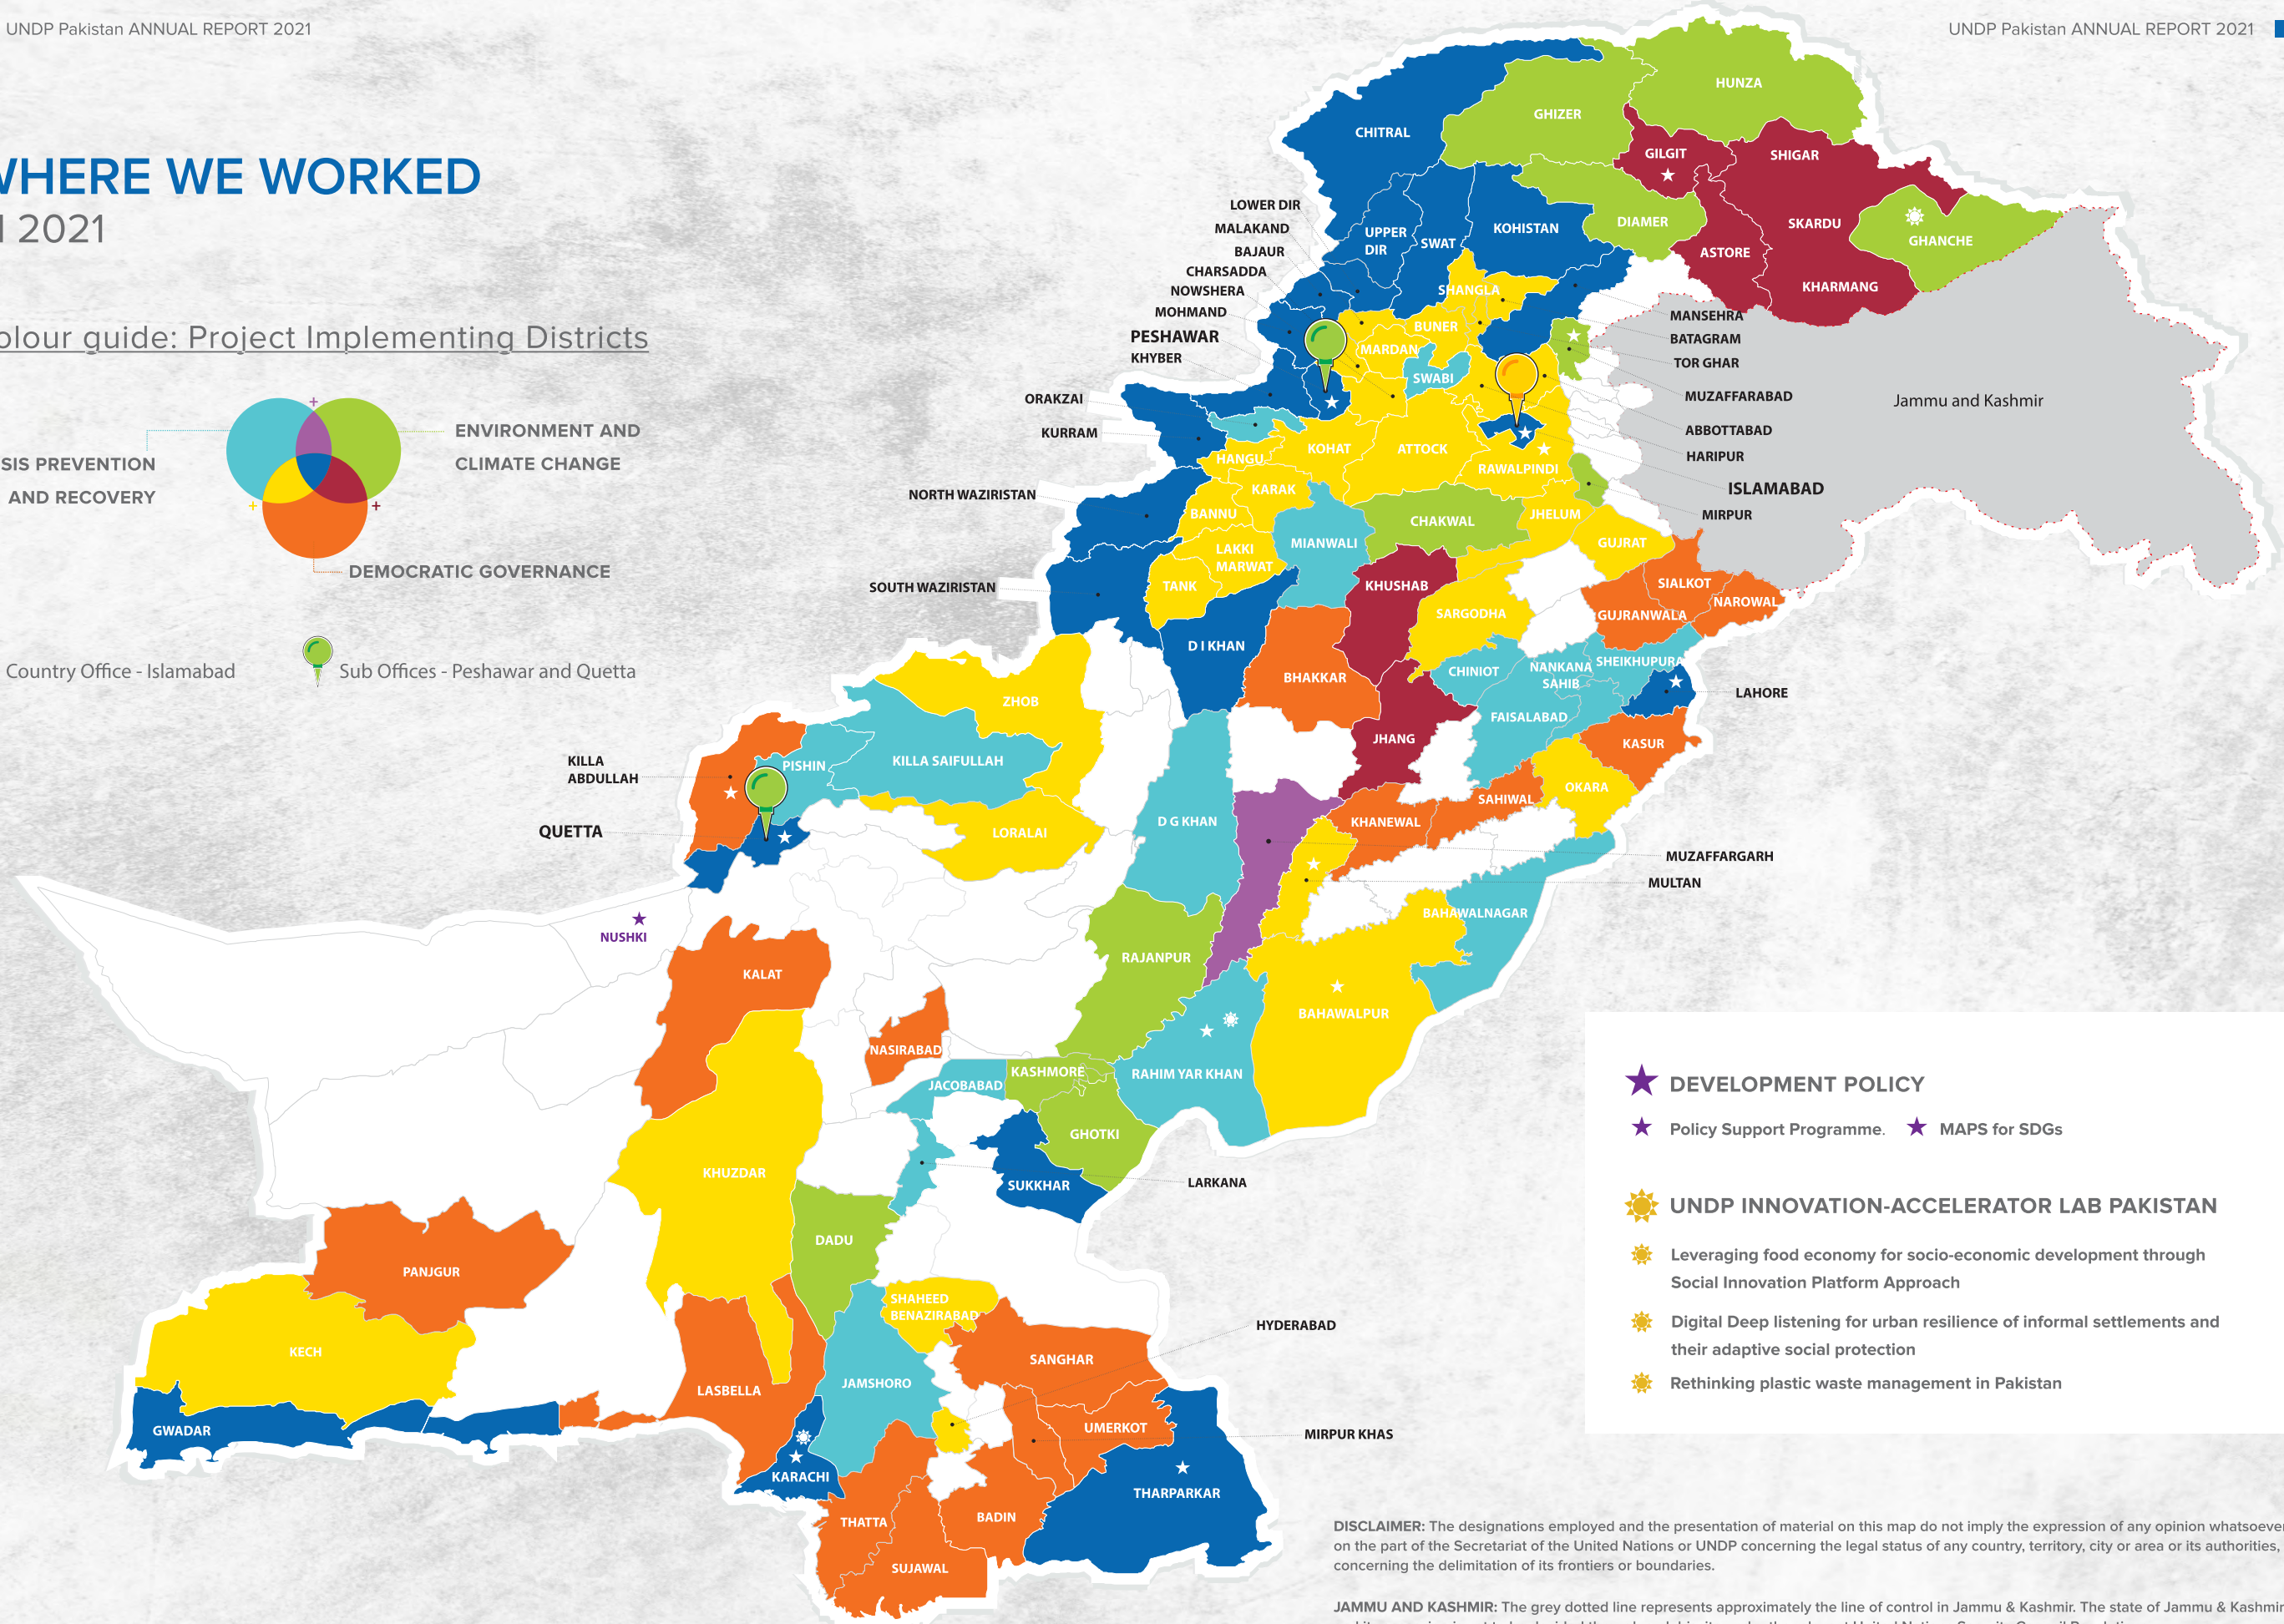 UNDP Pakistan ANNUAL REPORT 2021
UNDP Pakistan ANNUAL REPORT 2021
WHERE WE WORKED
2021
olour guide: Project Implementing Districts
SIS PREVENTION
AND RECOVERY
ENVIRONMENT AND
CLIMATE CHANGE
DEMOCRATIC GOVERNANCE
Country Office - Islamabad
Sub Offices - Peshawar and Quetta
HUNZA
GHIZER
CHITRAL
GILGIT
SHIGAR
DIAMER
SKARDU
GHANCHE
ASTORE
KHARMANG
LOWER DIR
MALAKAND
BAJAUR
CHARSADDA
NOWSHERA
MOHMAND
PESHAWAR
KHYBER
ORAKZAI
KURRAM
NORTH WAZIRISTAN
SOUTH WAZIRISTAN
UPPER
DIR
SWAT
KOHISTAN
SHANGLA
BUNER
MARDAN
SWABI
MANSEHRA
BATAGRAM
TOR GHAR
MUZAFFARABAD
ABBOTTABAD
HARIPUR
ISLAMABAD
MIRPUR
Jammu and Kashmir
KOHAT
HANGU
ATTOCK
RAWALPINDI
KARAK
BANNU
LAKKI
MARWAT
TANK
MIANWALI
CHAKWAL
JHELUM
GUJRAT
KHUSHAB
SARGODHA
SIALKOT
NAROWAL
GUJRANWALA
D I KHAN
BHAKKAR
CHINIOT
NANKANA
SAHIB
SHEIKHUPURA
LAHORE
FAISALABAD
JHANG
KASUR
OKARA
SAHIWAL
KHANEWAL
ZHOB
KILLA SAIFULLAH
PISHIN
KILLA
ABDULLAH
QUETTA
LORALAI
D G KHAN
MUZAFFARGARH
MULTAN
BAHAWALNAGAR
NUSHKI
KALAT
RAJANPUR
BAHAWALPUR
NASIRABAD
JACOBABAD
KASHMORE
RAHIM YAR KHAN
GHOTKI
KHUZDAR
SUKKHAR
LARKANA
DADU
PANJGUR
SHAHEED
BENAZIRABAD
HYDERABAD
KECH
SANGHAR
JAMSHORO
LASBELLA
GWADAR
UMERKOT
MIRPUR KHAS
KARACHI
THARPARKAR
THATTA
BADIN
SUJAWAL
DEVELOPMENT POLICY
Policy Support Programme.
MAPS for SDGs
UNDP INNOVATION-ACCELERATOR LAB PAKISTAN
Leveraging food economy for socio-economic development through
Social Innovation Platform Approach
Digital Deep listening for urban resilience of informal settlements and
their adaptive social protection
Rethinking plastic waste management in Pakistan
DISCLAIMER: The designations employed and the presentation of material on this map do not imply the expression of any opinion whatsoever
on the part of the Secretariat of the United Nations or UNDP concerning the legal status of any country, territory, city or area or its authorities,
concerning the delimitation of its frontiers or boundaries.
JAMMU AND KASHMIR: The grey dotted line represents approximately the line of control in Jammu & Kashmir. The state of Jammu & Kashmir